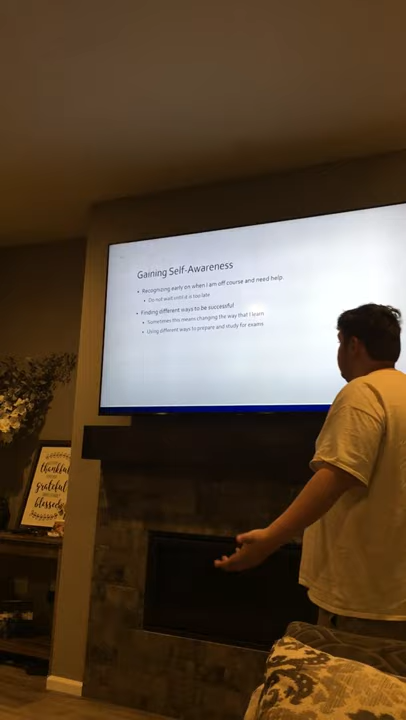 Gaining Self-Awareness
• Recognizing early on when I am off course and need help.
• Do not wait until it is too late
• Finding different ways to be successful
• Sometimes this means changing the way that I learn
• Using different ways to prepare and study for exams
thankful
grateful
blessed